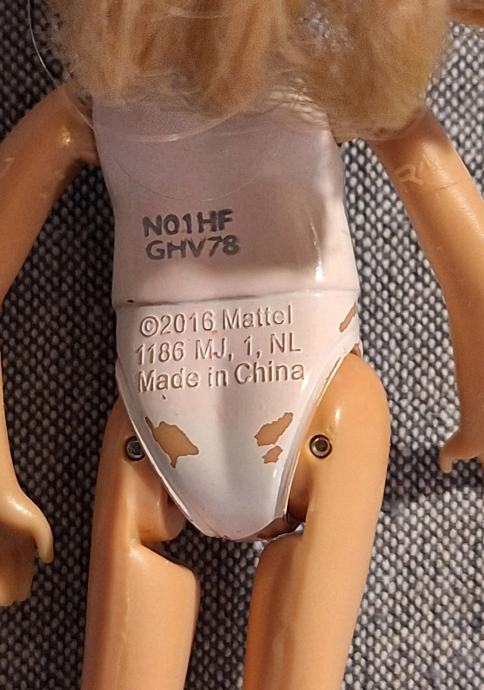 N01HF
GHV78
©2016 Mattel
1186 MJ, 1, NL
Made in China